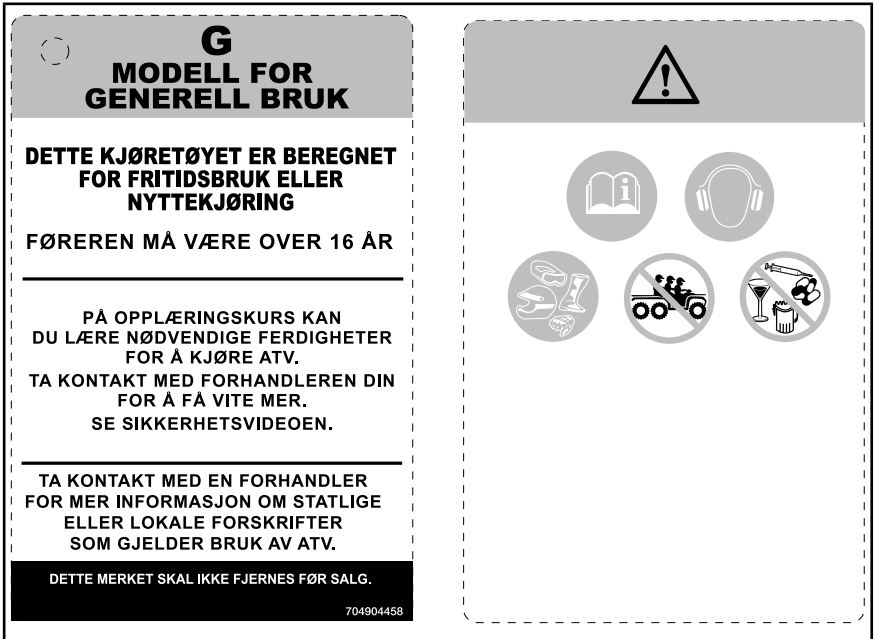 G
MODELL FOR
GENERELL BRUK
DETTE KJØRETØYET ER BEREGNET
FOR FRITIDSBRUK ELLER
NYTTEKJØRING
FØREREN MÅ VÆRE OVER 16 ÅR
PÅ OPPLÆRINGSKURS KAN
DU LÆRE NØDVENDIGE FERDIGHETER
FOR Å KJØRE ATV.
TA KONTAKT MED FORHANDLEREN DIN
FOR Å FÅ VITE MER.
SE SIKKERHETSVIDEOEN.
TA KONTAKT MED EN FORHANDLER
FOR MER INFORMASJON OM STATLIGE
ELLER LOKALE FORSKRIFTER
SOM GJELDER BRUK AV ATV.
DETTE MERKET SKAL IKKE FJERNES FØR SALG.
704904458
i